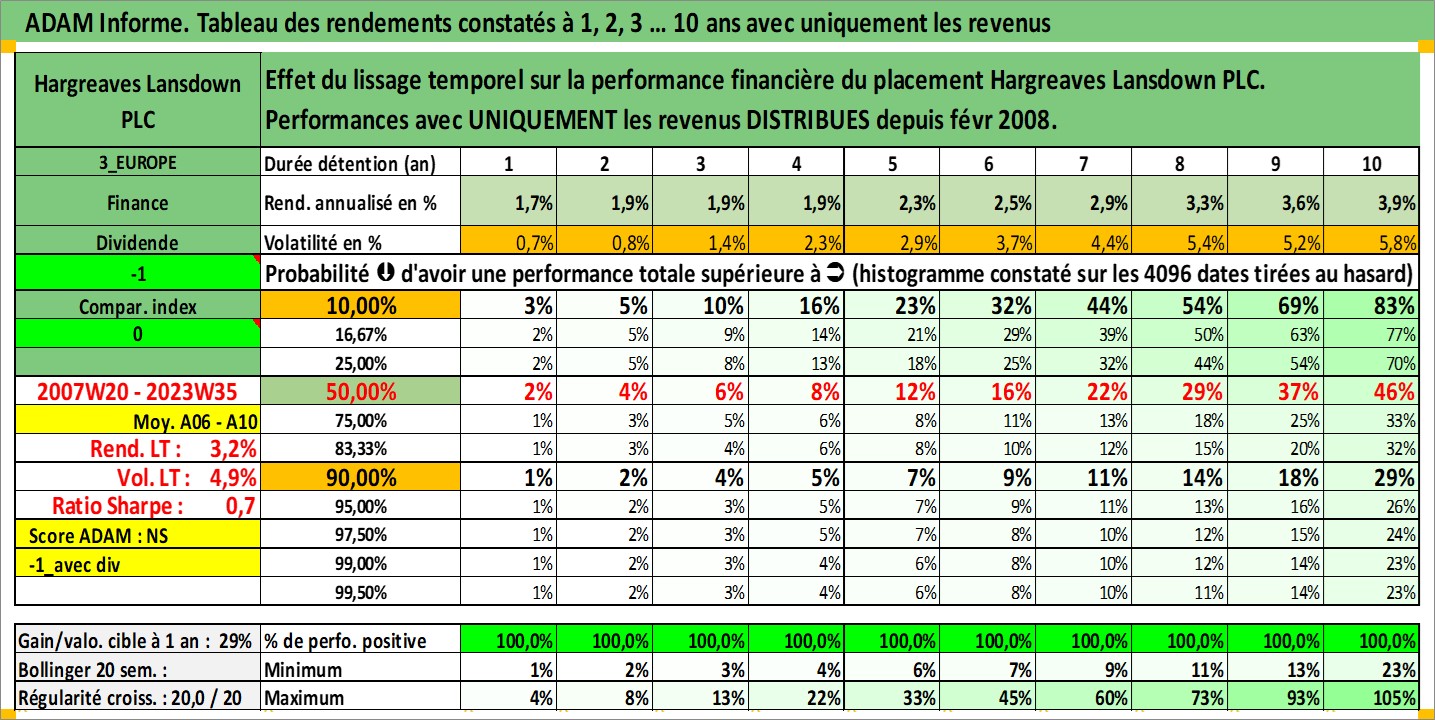 ADAM Informe. Tableau des rendements constatés à 1, 2, 3 ... 10 ans avec uniquement les revenus
Hargreaves Lansdown PLC
Effet du lissage temporel sur la performance financière du placement Hargreaves Lansdown PLC.
Performances avec UNIQUEMENT les revenus DISTRIBUES depuis févr 2008.
3_EUROPE Durée détention (an) 1 2 3 4 5 6 7 8 9 10
Finance Rend. annualisé en % 1,7% 1,9% 1,9% 1,9% 2,3% 2,5% 2,9% 3,3% 3,6% 3,9%
Dividende Volatilité en % 0,7% 0,8% 1,4% 2,3% 2,9% 3,7% 4,4% 5,4% 5,2% 5,8%
-1 Probabilité d'avoir une performance totale supérieure à (histogramme constaté sur les 4096 dates tirées au hasard)
Compar. index 10,00% 3% 5% 10% 16% 23% 32% 44% 54% 69% 83%
0 16,67% 2% 5% 9% 14% 21% 29% 39% 50% 63% 77%
25,00% 2% 5% 8% 13% 18% 25% 32% 44% 54% 70%
2007W20 - 2023W35 50,00% 2% 4% 6% 8% 12% 16% 22% 29% 37% 46%
Moy. A06 - A10 75,00% 1% 3% 5% 6% 8% 11% 13% 18% 25% 33%
Rend. LT : 3,2% 83,33% 1% 3% 4% 6% 8% 10% 12% 15% 20% 32%
Vol. LT : 4,9% 90,00% 1% 2% 4% 5% 7% 9% 11% 14% 18% 29%
Ratio Sharpe : 0,7 95,00% 1% 2% 3% 5% 7% 9% 11% 13% 16% 26%
Score ADAM : NS 97,50% 1% 2% 3% 5% 7% 8% 10% 12% 15% 24%
-1_avec div 99,00% 1% 2% 3% 4% 6% 8% 10% 12% 14% 23%
99,50% 1% 2% 3% 4% 6% 8% 10% 11% 14% 23%
Gain/valo. cible à 1 an : 29% % de perfo. positive 100,0% 100,0% 100,0% 100,0% 100,0% 100,0% 100,0% 100,0% 100,0% 100,0%
Bollinger 20 sem. : Minimum 1% 2% 3% 4% 6% 7% 9% 11% 13% 23%
Régularité croiss. : 20,0 / 20 Maximum 4% 8% 13% 22% 33% 45% 60% 73% 93% 105%